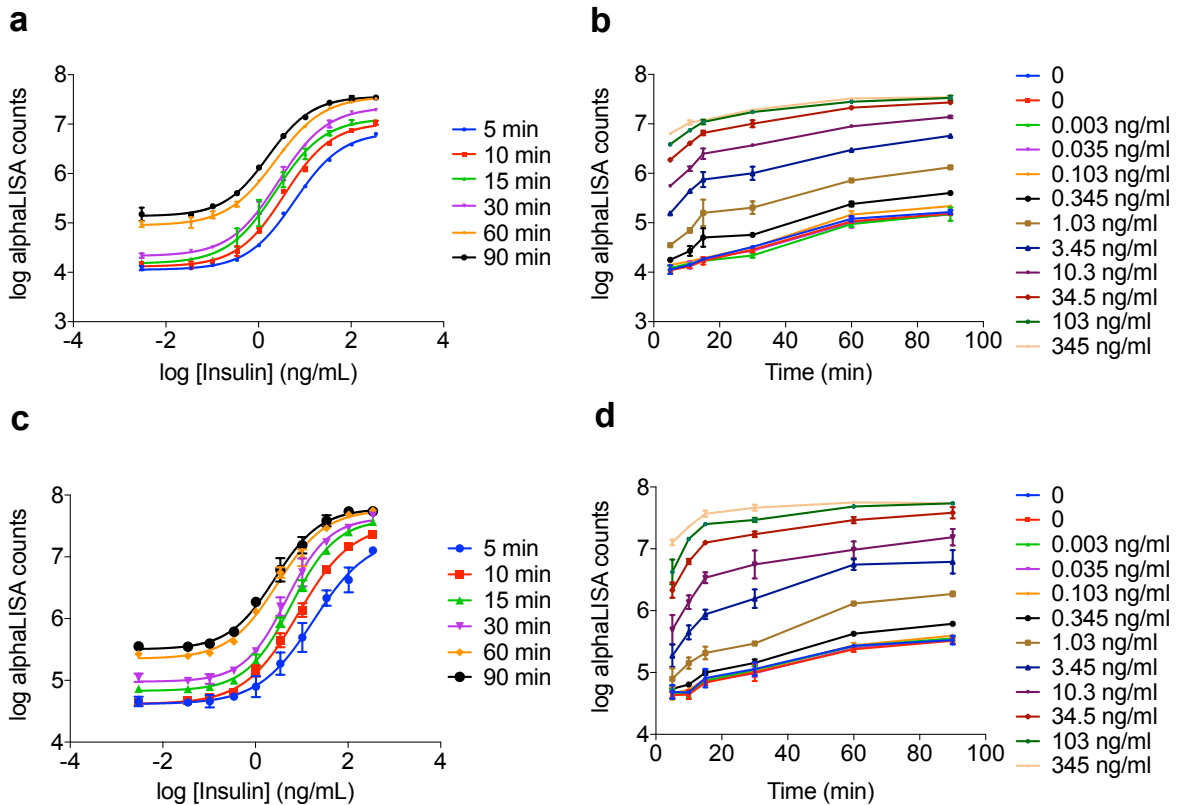 a
8
7
6
5
4
3
log alphaLISA counts
-4
-2
0
2
4
log [Insulin] (ng/mL)
5 min
10 min
15 min
30 min
60 min
90 min
b
8
7
6
5
4
3
log alphaLISA counts
0
20
40
60
80
100
Time (min)
0
0
0.003 ng/ml
0.035 ng/ml
0.103 ng/ml
0.345 ng/ml
1.03 ng/ml
3.45 ng/ml
10.3 ng/ml
34.5 ng/ml
103 ng/ml
345 ng/ml
c
8
7
6
5
4
log alphaLISA counts
-4
-2
0
2
4
log [Insulin] (ng/mL)
5 min
10 min
15 min
30 min
60 min
90 min
d
8
7
6
5
4
log alphaLISA counts
0
20
40
60
80
100
Time (min)
0
0
0.003 ng/ml
0.035 ng/ml
0.103 ng/ml
0.345 ng/ml
1.03 ng/ml
3.45 ng/ml
10.3 ng/ml
34.5 ng/ml
103 ng/ml
345 ng/ml